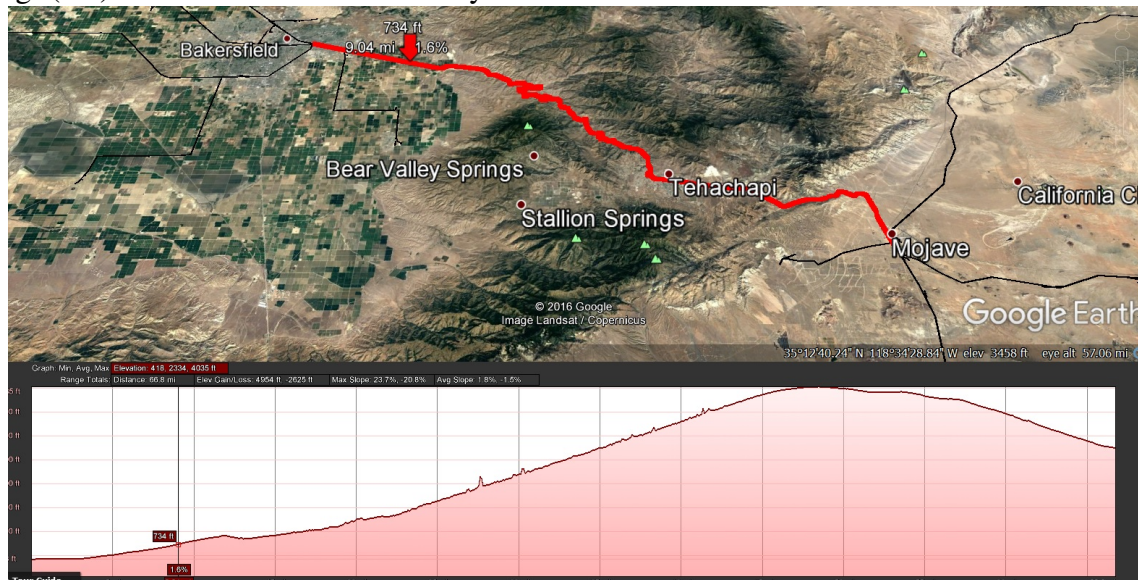 734 ft
Bakersfield
9.04 mi
1.6%
Bear Valley Springs
Tehachapi
California C
Stallion Springs
Mojave
© 2016 Google
Image Landsat / Copernicus
Google Earth
35°12'40.24" N 118°34'28.84" W elev 3458 ft eye alt 57.06 mi
Graph: Min, Avg, Max Elevation: 418, 2334, 4035 ft
Range Totals: Distance: 66.8 mi Elev Gain/Loss: 4954 ft, -2625 ft Max Slope: 23.7%, -20.8% Avg Slope: 1.8%, -1.5%
734 ft
1.6%
Tour Guide